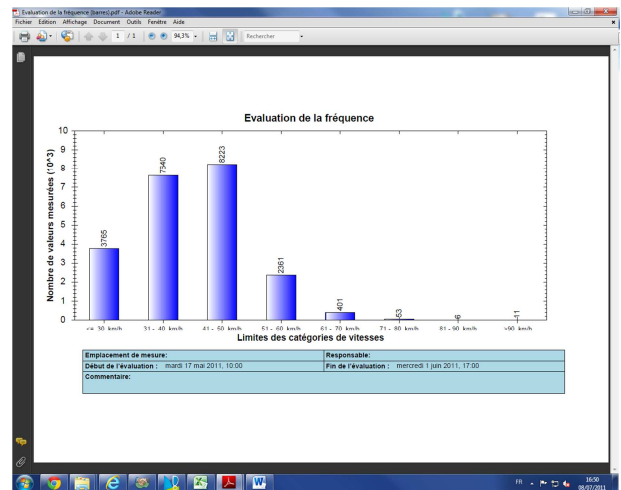 Evaluation de la fréquence (barres).pdf - Adobe Reader
Fichier Edition Affichage Document Outils Fenêtre Aide
1 / 1 94,3% Rechercher
Evaluation de la fréquence
Nombre de valeurs mesurées (10^3)
10
9
8
7
6
5
4
3
2
1
0
3765
7640
8223
2361
401
53
6
11
<= 30 km/h 31 - 40 km/h 41 - 50 km/h 51 - 60 km/h 61 - 70 km/h 71 - 80 km/h 81 - 90 km/h >90 km/h
Limites des catégories de vitesses
Emplacement de mesure: Responsable:
Début de l'évaluation : mardi 17 mai 2011, 10:00 Fin de l'évaluation : mercredi 1 juin 2011, 17:00
Commentaire:
FR 16:50
08/07/2011